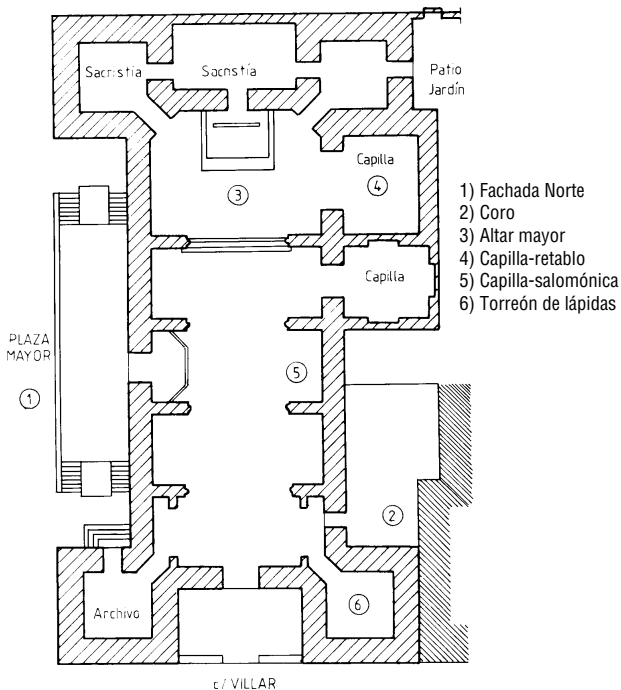 Sacristía
Sacristía
Patio
Jardín
Capilla
4
3
Capilla
PLAZA
MAYOR
1
5
2
Archivo
6
c/ VILLAR
1) Fachada Norte
2) Coro
3) Altar mayor
4) Capilla-retablo
5) Capilla-salomónica
6) Torreón de lápidas